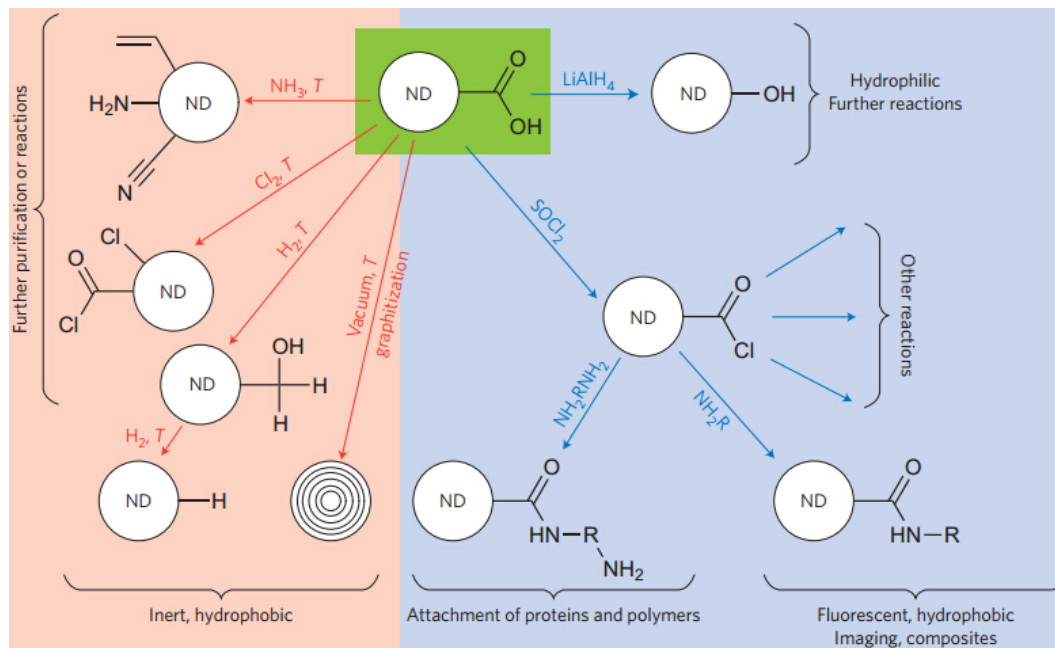 Further purification or reactions
H₂N
ND
N
NH₃, T
ND
O
OH
LiAlH₄
ND
OH
Hydrophilic
Further reactions
Cl₂, T
H₂, T
Vacuum, T
graphitization
SOCl₂
Cl
O
Cl
ND
ND
O
Cl
Other reactions
ND
OH
H
H
H₂, T
NH₂RNH₂
NH₂R
ND
H
ND
O
HN
R
NH₂
ND
O
HN
R
Inert, hydrophobic
Attachment of proteins and polymers
Fluorescent, hydrophobic
Imaging, composites